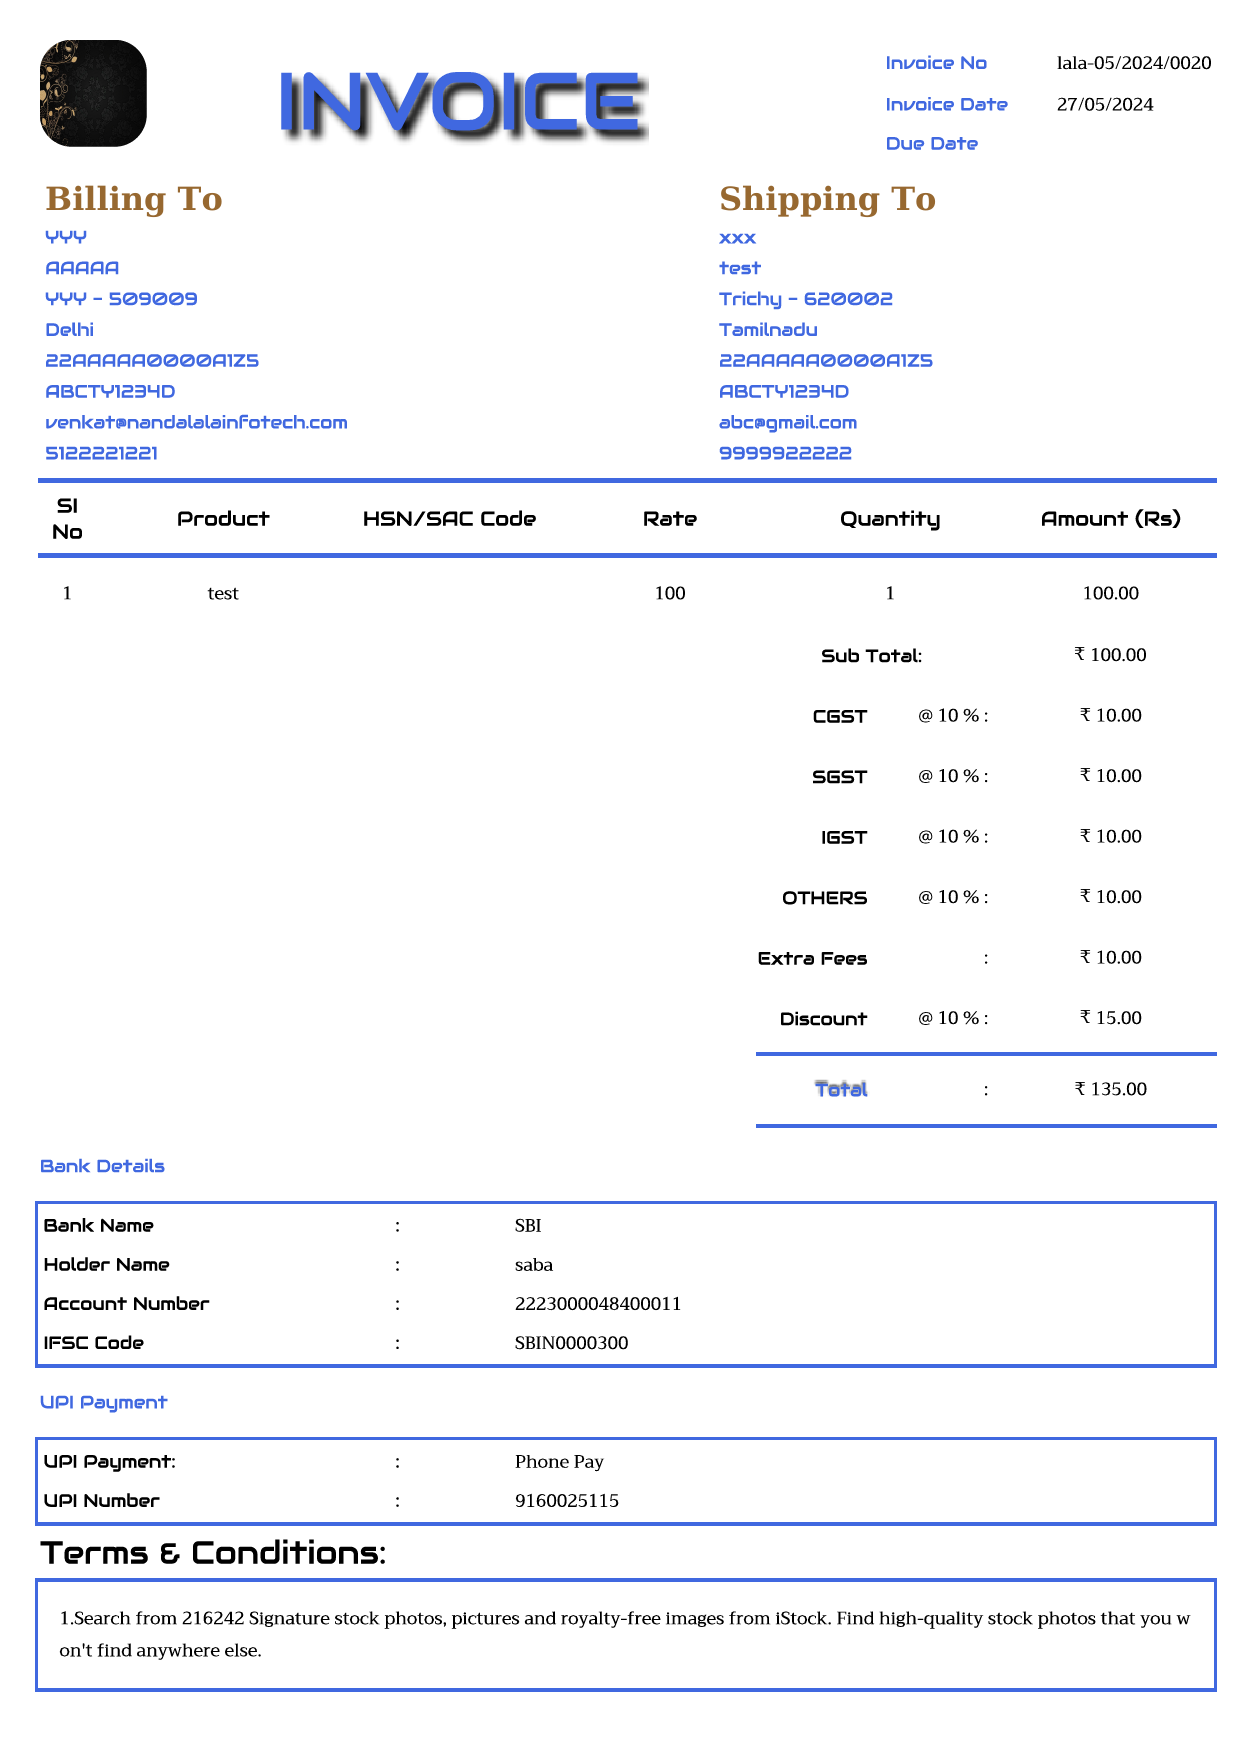 INVOICE
Invoice No lala-05/2024/0020
Invoice Date 27/05/2024
Due Date
Billing To
YYY
AAAAA
YYY - 509009
Delhi
22AAAAA0000A1Z5
ABCTY1234D
venkat@nandalalainfotech.com
5122221221
Shipping To
xxx
test
Trichy - 620002
Tamilnadu
22AAAAA0000A1Z5
ABCTY1234D
abc@gmail.com
9999922222
Sl No Product HSN/SAC Code Rate Quantity Amount (Rs)
1 test 100 1 100.00
Sub Total: ₹ 100.00
CGST @ 10 % : ₹ 10.00
SGST @ 10 % : ₹ 10.00
IGST @ 10 % : ₹ 10.00
OTHERS @ 10 % : ₹ 10.00
Extra Fees : ₹ 10.00
Discount @ 10 % : ₹ 15.00
Total : ₹ 135.00
Bank Details
Bank Name : SBI
Holder Name : saba
Account Number : 2223000048400011
IFSC Code : SBIN0000300
UPI Payment
UPI Payment: : Phone Pay
UPI Number : 9160025115
Terms & Conditions:
1.Search from 216242 Signature stock photos, pictures and royalty-free images from iStock. Find high-quality stock photos that you w
on't find anywhere else.